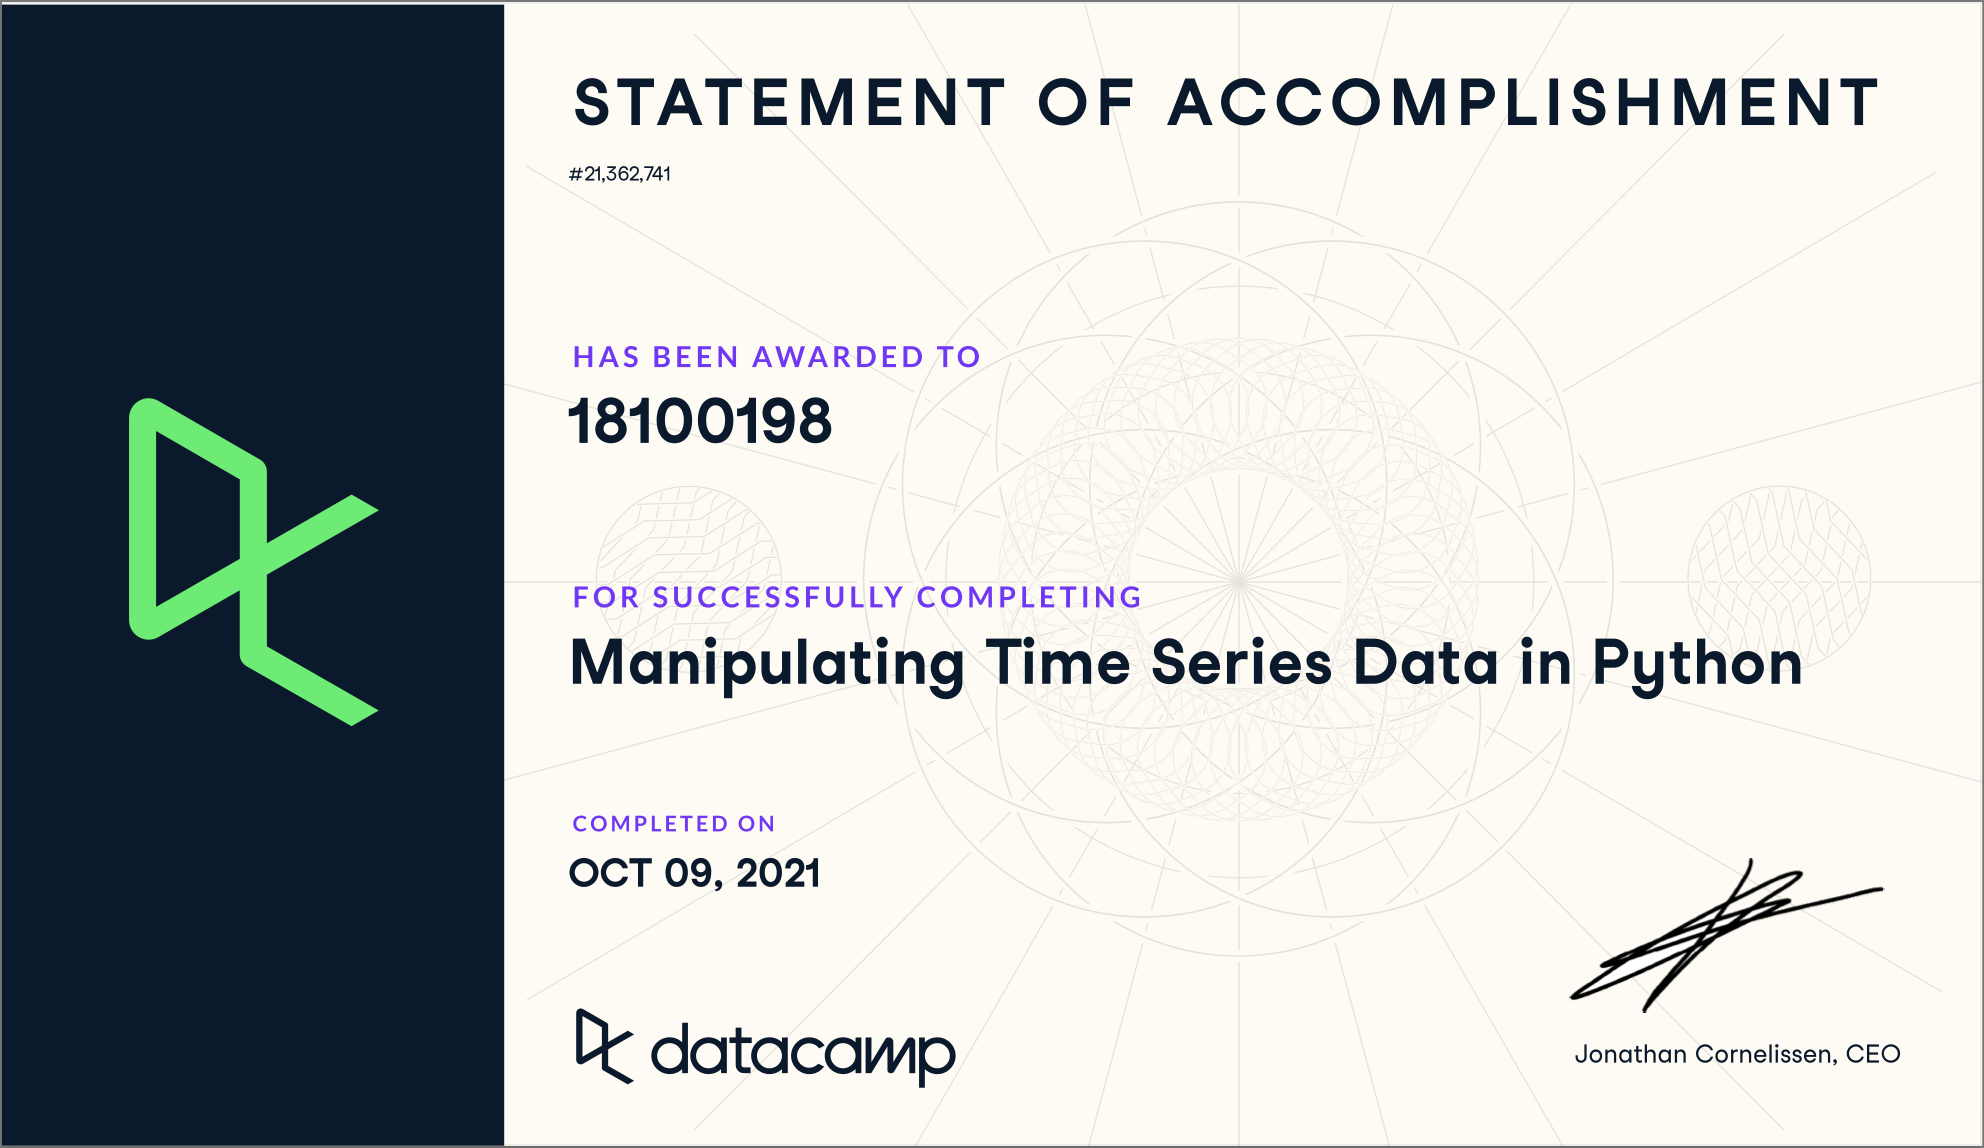 STATEMENT OF ACCOMPLISHMENT
#21,362,741
HAS BEEN AWARDED TO
18100198
FOR SUCCESSFULLY COMPLETING
Manipulating Time Series Data in Python
COMPLETED ON
OCT 09, 2021
datacamp
Jonathan Cornelissen, CEO